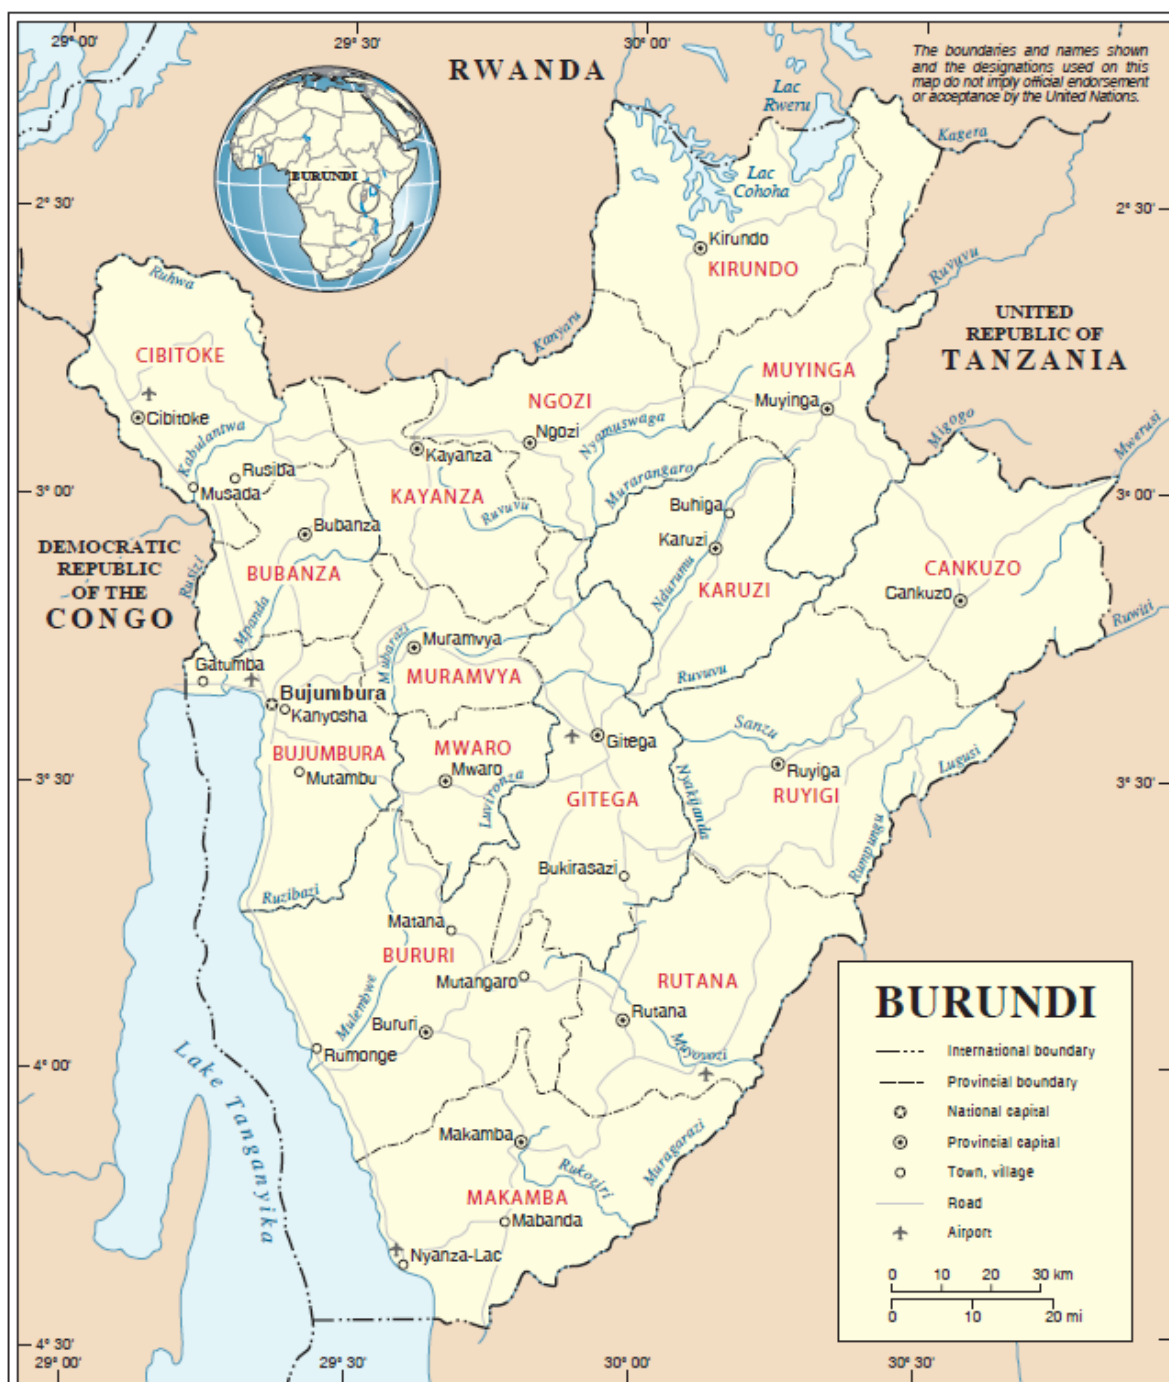 29° 00'
29° 30'
30° 00'
RWANDA
The boundaries and names shown
and the designations used on this
map do not imply official endorsement
or acceptance by the United Nations.
Lac
Rweru
Kagera
BURUNDI
Lac
Cohoha
2° 30'
2° 30'
Kirundo
KIRUNDO
Ruvuvu
Ruhwa
Kanyaru
UNITED
REPUBLIC OF
TANZANIA
CIBITOKE
MUYINGA
NGOZI
Muyinga
Cibitoke
Nyamuswaga
Migogo
Mwerusi
Kabulantwa
Ngozi
Kayanza
Rusiba
Murarangaro
Musada
KAYANZA
3° 00'
3° 00'
Ruvuvu
Buhiga
Bubanza
Karuzi
DEMOCRATIC
REPUBLIC
OF THE
CONGO
Rusizi
BUBANZA
Ndurumu
KARUZI
CANKUZO
Cankuzo
Ruwiti
Mpanda
Mubarazi
Muramvya
Gatumba
MURAMVYA
Ruvuvu
Bujumbura
Kanyosha
Sanzu
BUJUMBURA
MWARO
Gitega
Mutambu
Mwaro
Luvironza
Lugusi
3° 30'
3° 30'
Ruyiga
GITEGA
Nyakijanda
RUYIGI
Rumpungu
Bukirasazi
Ruzibazi
Matana
BURURI
Mutangaro
RUTANA
Mulembwe
Bururi
Rutana
Rumonge
Muyovozi
4° 00'
Lake Tanganyika
Makamba
Muragarazi
Rukoziri
MAKAMBA
Mabanda
Nyanza-Lac
BURUNDI
International boundary
Provincial boundary
National capital
Provincial capital
Town, village
Road
Airport
0 10 20 30 km
0 10 20 mi
4° 30'
29° 00'
29° 30'
30° 00'
30° 30'